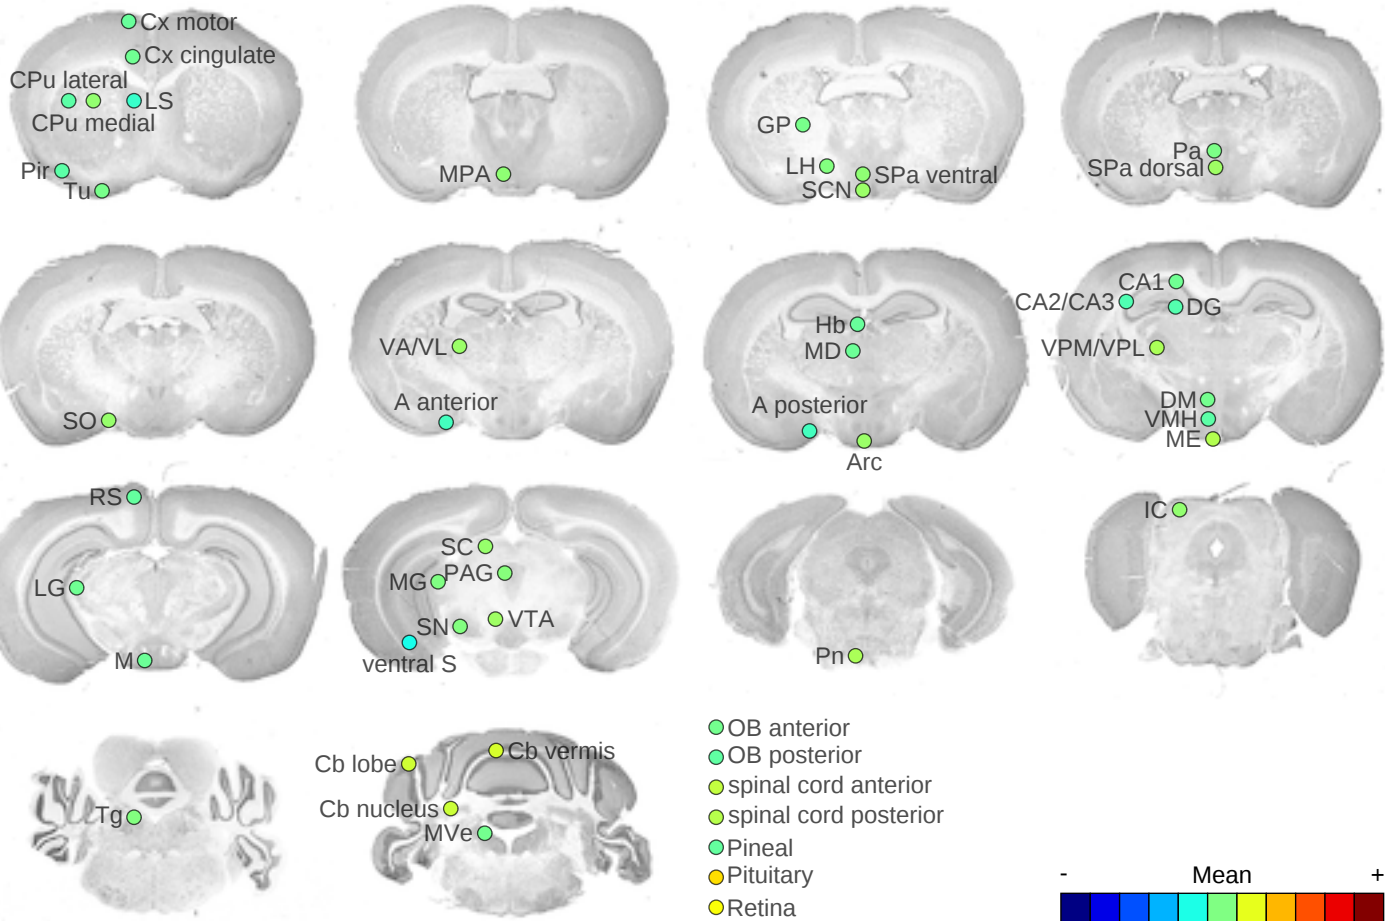 Cx motor
Cx cingulate
CPu lateral
LS
CPu medial
Pir
Tu
MPA
GP
LH
SPa ventral
SCN
Pa
SPa dorsal
SO
VA/VL
A anterior
Hb
MD
A posterior
Arc
CA1
CA2/CA3
DG
VPM/VPL
DM
VMH
ME
RS
LG
M
SC
MG
PAG
SN
VTA
ventral S
Pn
IC
Tg
Cb lobe
Cb vermis
Cb nucleus
MVe
OB anterior
OB posterior
spinal cord anterior
spinal cord posterior
Pineal
Pituitary
Retina
- Mean +